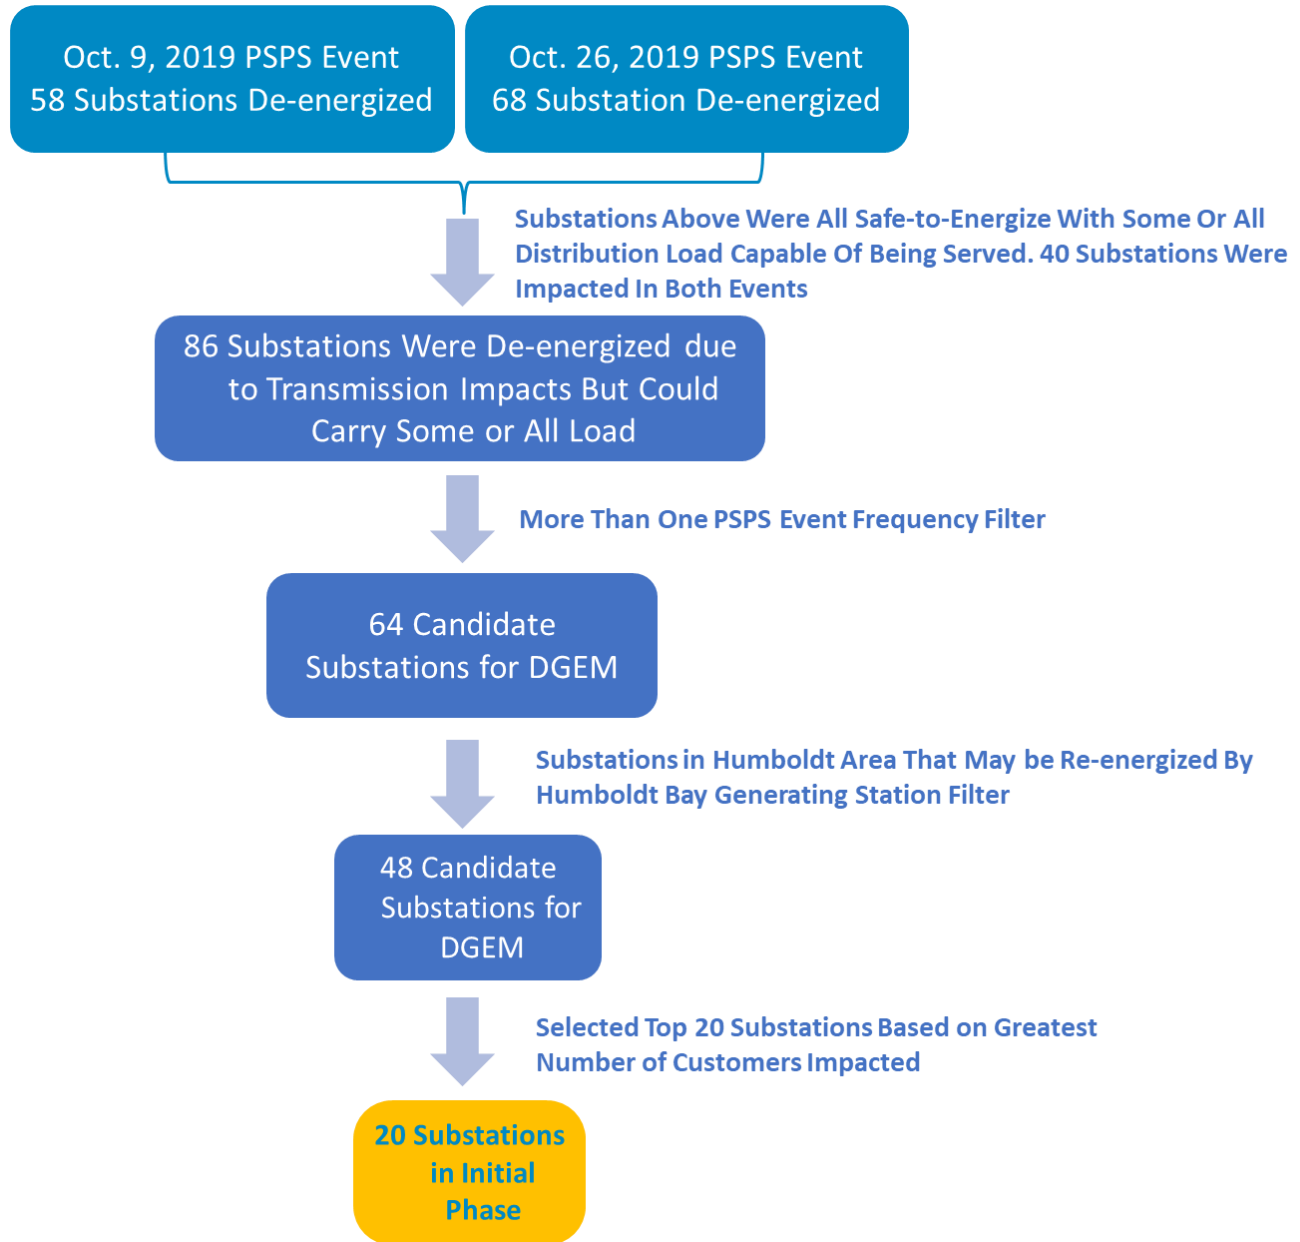 Oct. 9, 2019 PSPS Event
58 Substations De-energized
Oct. 26, 2019 PSPS Event
68 Substation De-energized
Substations Above Were All Safe-to-Energize With Some Or All
Distribution Load Capable Of Being Served. 40 Substations Were
Impacted In Both Events
86 Substations Were De-energized due
to Transmission Impacts But Could
Carry Some or All Load
More Than One PSPS Event Frequency Filter
64 Candidate
Substations for DGEM
Substations in Humboldt Area That May be Re-energized By
Humboldt Bay Generating Station Filter
48 Candidate
Substations for
DGEM
Selected Top 20 Substations Based on Greatest
Number of Customers Impacted
20 Substations
in Initial
Phase